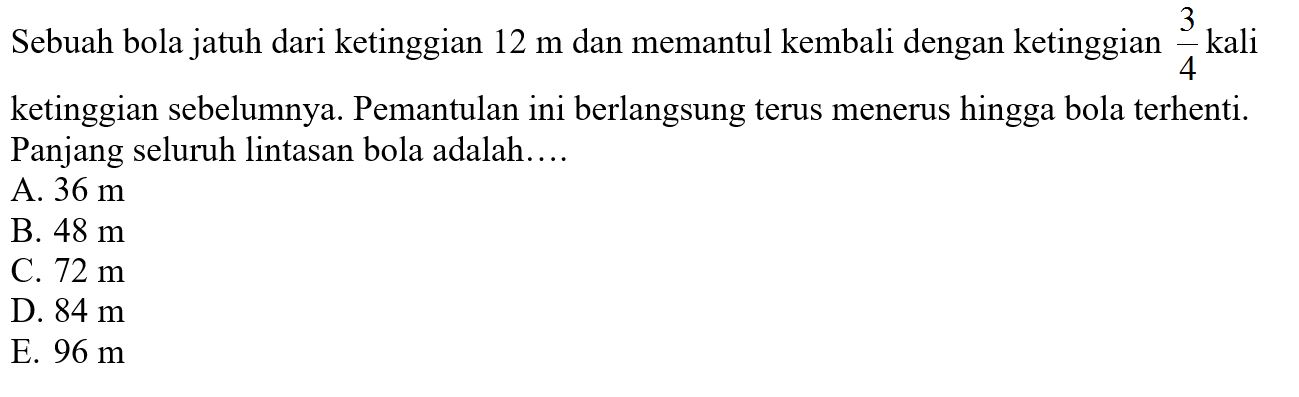 Sebuah bola jatuh dari ketinggian 12 m dan memantul kembali dengan ketinggian 3/4 kali
ketinggian sebelumnya. Pemantulan ini berlangsung terus menerus hingga bola terhenti.
Panjang seluruh lintasan bola adalah….
A. 36 m
B. 48 m
C. 72 m
D. 84 m
E. 96 m